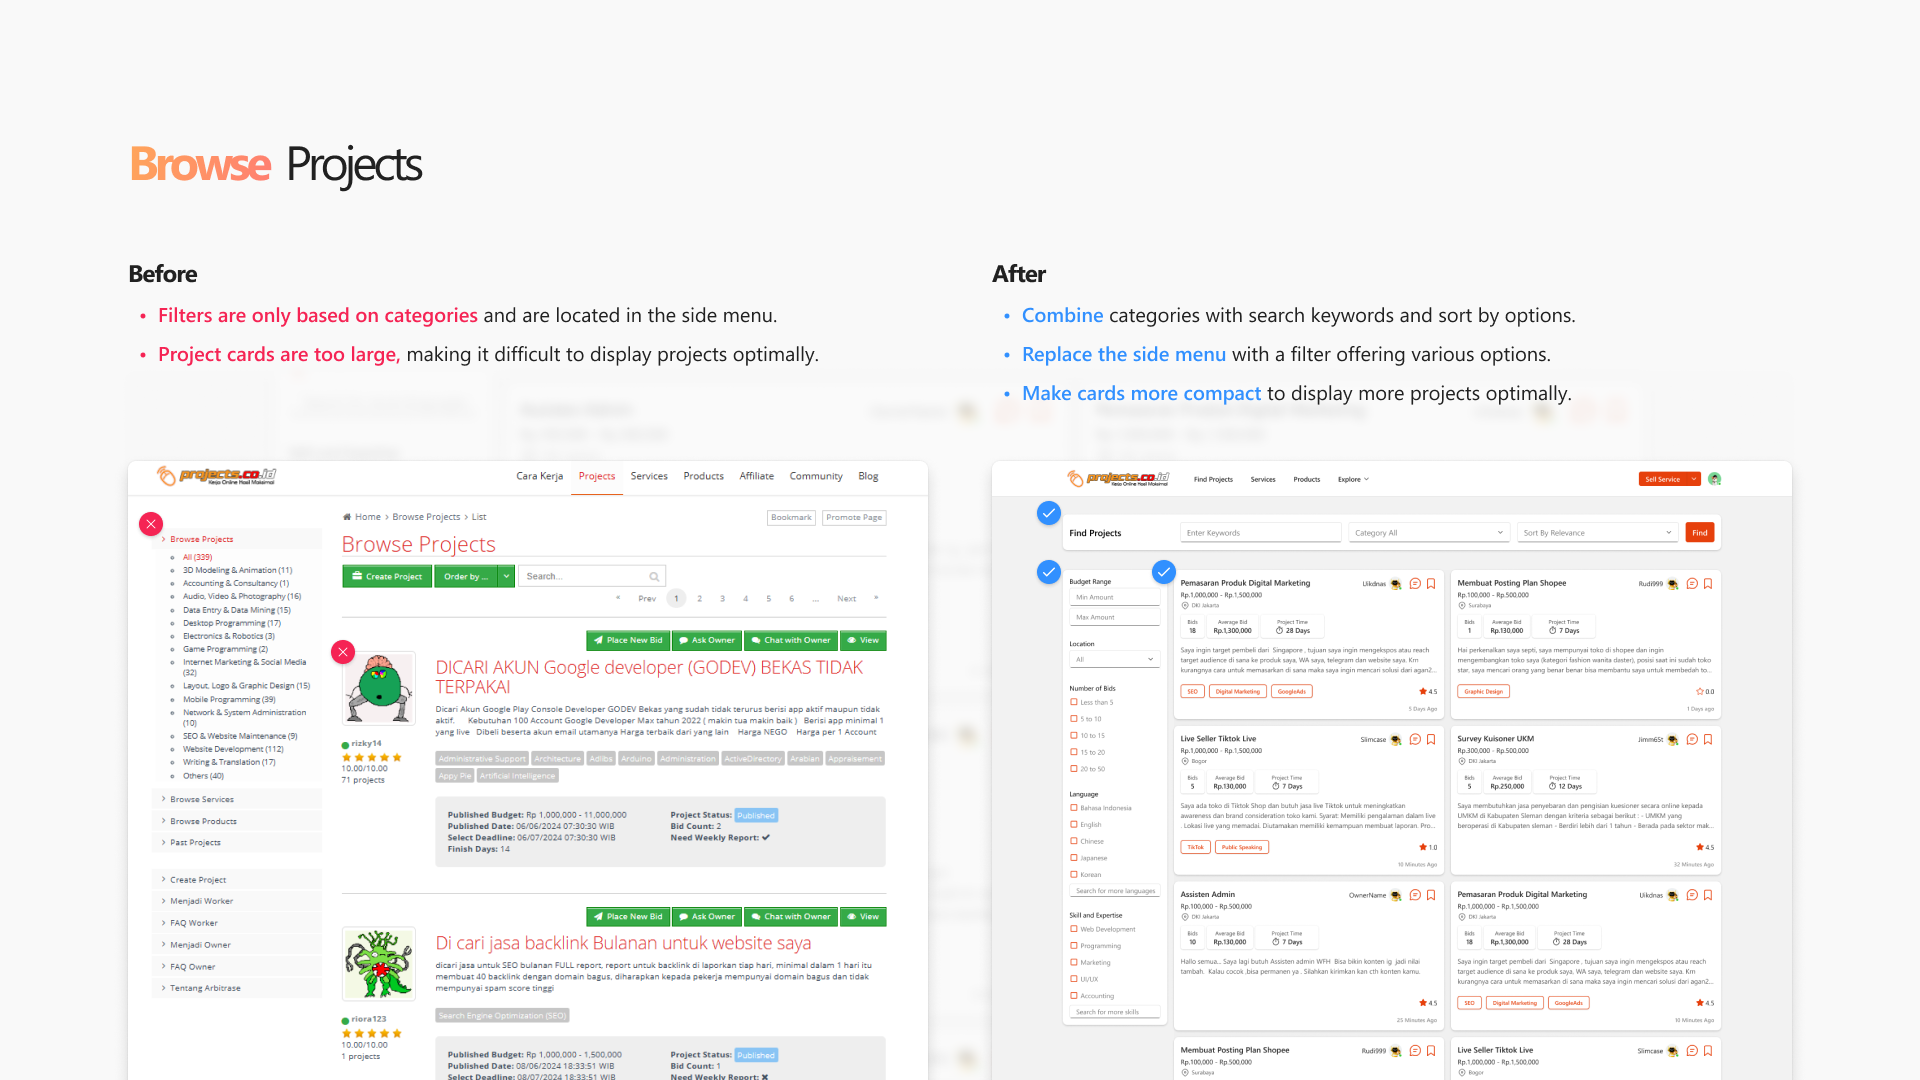 Browse Projects
Before
• Filters are only based on categories and are located in the side menu.
• Project cards are too large, making it difficult to display projects optimally.
After
• Combine categories with search keywords and sort by options.
• Replace the side menu with a filter offering various options.
• Make cards more compact to display more projects optimally.
projects.co.id
Kerja Online Hasil Maksimal
Cara Kerja Projects Services Products Affiliate Community Blog
Browse Projects
All (339)
3D Modeling & Animation (11)
Accounting & Consultancy (1)
Audio, Video & Photography (16)
Data Entry & Data Mining (15)
Desktop Programming (17)
Electronics & Robotics (3)
Game Programming (2)
Internet Marketing & Social Media
(32)
Layout, Logo & Graphic Design (15)
Mobile Programming (39)
Network & System Administration
(10)
SEO & Website Maintenance (9)
Website Development (112)
Writing & Translation (17)
Others (40)
Browse Services
Browse Products
Past Projects
Create Project
Menjadi Worker
FAQ Worker
Menjadi Owner
FAQ Owner
Tentang Arbitrase
Home > Browse Projects > List
Bookmark Promote Page
Browse Projects
Create Project Order by ... Search...
« Prev 1 2 3 4 5 6 ... Next »
Place New Bid Ask Owner Chat with Owner View
DICARI AKUN Google developer (GODEV) BEKAS TIDAK
TERPAKAI
Dicari Akun Google Play Console Developer GODEV Bekas yang sudah tidak terurus berisi app aktif maupun tidak
aktif. Kebutuhan 100 Account Google Developer Max tahun 2022 ( makin tua makin baik ) Berisi app minimal 1
yang live Dibeli beserta akun email utamanya Harga terbaik dari yang lain Harga NEGO Harga per 1 Account
rizky14
10.00/10.00
71 projects
Administrative Support Architecture Adlibs Arduino Administration ActiveDirectory Arabian Appraisement
Appy Pie Artificial Intelligence
Published Budget: Rp 1,000,000 - 11,000,000
Published Date: 06/06/2024 07:30:30 WIB
Select Deadline: 06/07/2024 07:30:30 WIB
Finish Days: 14
Project Status: Published
Bid Count: 2
Need Weekly Report: ✔
Place New Bid Ask Owner Chat with Owner View
Di cari jasa backlink Bulanan untuk website saya
dicari jasa untuk SEO bulanan FULL report, report untuk backlink di laporkan tiap hari, minimal dalam 1 hari itu
membuat 40 backlink dengan domain bagus, diharapkan kepada pekerja mempunyai domain bagus dan tidak
mempunyai spam score tinggi
riora123
10.00/10.00
1 projects
Search Engine Optimization (SEO)
Published Budget: Rp 1,000,000 - 1,500,000
Published Date: 08/06/2024 18:33:51 WIB
Select Deadline: 08/07/2024 18:33:51 WIB
Project Status: Published
Bid Count: 1
Need Weekly Report: ✖
projects.co.id
Kerja Online Hasil Maksimal
Find Projects Services Products Explore
Sell Service
Find Projects Enter Keywords Category All Sort By Relevance Find
Budget Range
Min Amount
Max Amount
Location
All
Number of Bids
Less than 5
5 to 10
10 to 15
15 to 20
20 to 50
Language
Bahasa Indonesia
English
Chinese
Japanese
Korean
Search for more languages
Skill and Expertise
Web Development
Programming
Marketing
UI/UX
Accounting
Search for more skills
Pemasaran Produk Digital Marketing Uikdnas
Rp.1,000,000 - Rp.1,500,000
DKI Jakarta
Bids Average Bid Project Time
18 Rp.1,300,000 28 Days
Saya ingin target pembeli dari Singapore , tujuan saya ingin mengekspos atau reach
target audience di sana ke produk saya, WA saya, telegram dan website saya. Krn
kurangnya cara untuk memasarkan di sana maka saya ingin mencari solusi dari agan2...
SEO Digital Marketing GoogleAds 4.5
5 Days Ago
Membuat Posting Plan Shopee Rudi999
Rp.100,000 - Rp.500,000
Surabaya
Bids Average Bid Project Time
1 Rp.130,000 7 Days
Hai perkenalkan saya septi, saya mempunyai toko di shopee dan ingin
mengembangkan toko saya (kategori fashion wanita daster), posisi saat ini sudah toko
star, saya mencari orang yang benar benar bisa membantu saya untuk membedah to...
Graphic Design 0.0
1 Days ago
Live Seller Tiktok Live Slimcase
Rp.1,000,000 - Rp.1,500,000
Bogor
Bids Average Bid Project Time
5 Rp.130,000 7 Days
Saya ada toko di Tiktok Shop dan butuh jasa live Tiktok untuk meningkatkan
awareness dan brand consideration toko kami. Syarat: Memiliki pengalaman dalam live
. Lokasi live yang memadai. Diutamakan memiliki kemampuan membuat laporan. Pro...
TikTok Public Speaking 1.0
10 Minutes Ago
Survey Kuisoner UKM Jimm65t
Rp.300,000 - Rp.500,000
DKI Jakarta
Bids Average Bid Project Time
5 Rp.250,000 12 Days
Saya membutuhkan jasa penyebaran dan pengisian kuesioner secara online kepada
UMKM di Kabupaten Sleman dengan kriteria sebagai berikut : - UMKM yang
beroperasi di Kabupaten sleman - Berdiri lebih dari 1 tahun - Berada pada sektor mak...
4.5
32 Minutes Ago
Assisten Admin OwnerName
Rp.100,000 - Rp.500,000
DKI Jakarta
Bids Average Bid Project Time
10 Rp.130,000 7 Days
Hallo semua... Saya lagi butuh Assisten admin WFH Bisa bikin konten ig jadi nilai
tambah. Kalau cocok .bisa permanen ya . Silahkan kirimkan kan cth konten kamu.
4.5
25 Minutes Ago
Pemasaran Produk Digital Marketing Uikdnas
Rp.1,000,000 - Rp.1,500,000
DKI Jakarta
Bids Average Bid Project Time
18 Rp.1,300,000 28 Days
Saya ingin target pembeli dari Singapore , tujuan saya ingin mengekspos atau reach
target audience di sana ke produk saya, WA saya, telegram dan website saya. Krn
kurangnya cara untuk memasarkan di sana maka saya ingin mencari solusi dari agan2...
SEO Digital Marketing GoogleAds 4.5
10 Minutes Ago
Membuat Posting Plan Shopee Rudi999
Rp.100,000 - Rp.500,000
Surabaya
Live Seller Tiktok Live Slimcase
Rp.1,000,000 - Rp.1,500,000
Bogor